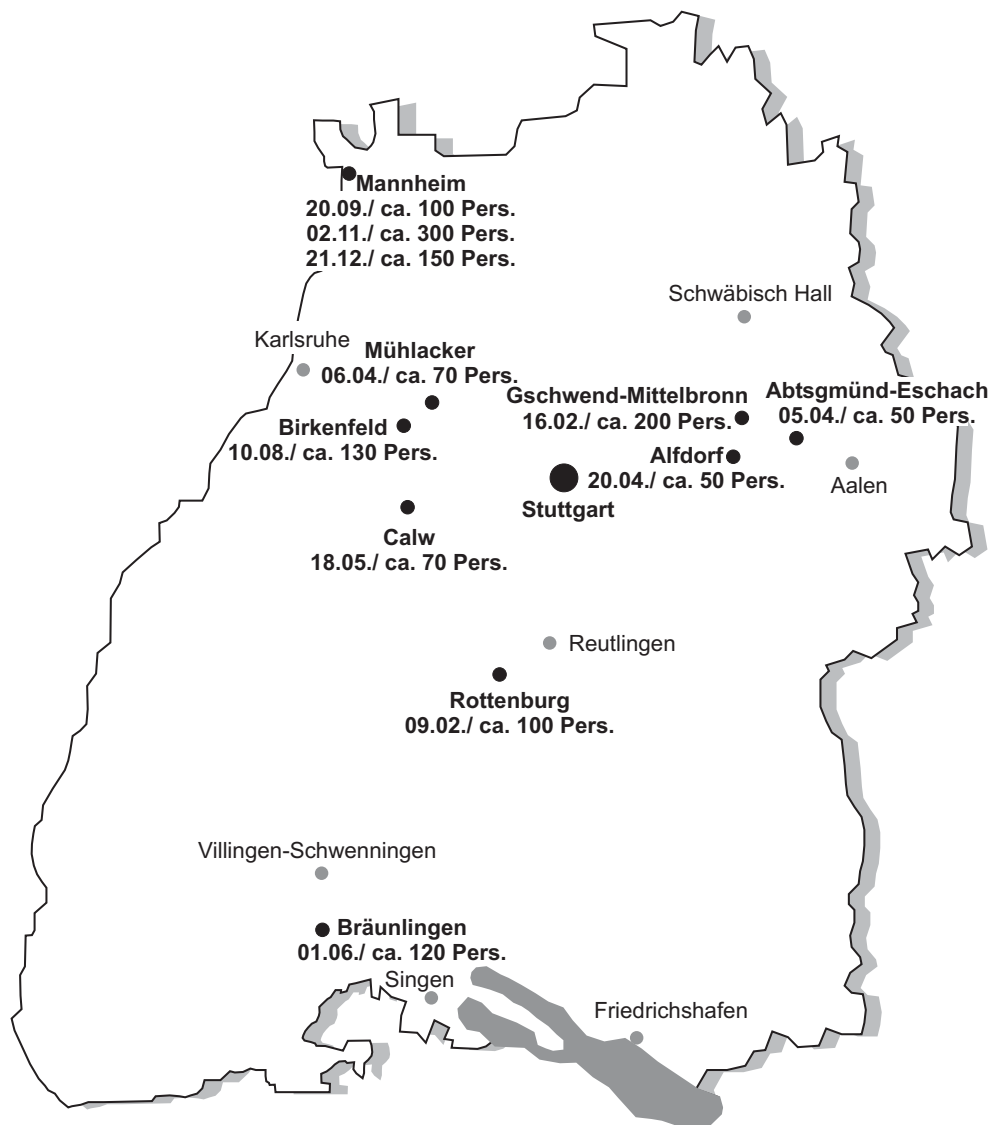 Mannheim
20.09./ ca. 100 Pers.
02.11./ ca. 300 Pers.
21.12./ ca. 150 Pers.
Schwäbisch Hall
Karlsruhe
Mühlacker
06.04./ ca. 70 Pers.
Gschwend-Mittelbronn
16.02./ ca. 200 Pers.
Abtsgmünd-Eschach
05.04./ ca. 50 Pers.
Birkenfeld
10.08./ ca. 130 Pers.
Alfdorf
20.04./ ca. 50 Pers.
Aalen
Stuttgart
Calw
18.05./ ca. 70 Pers.
Reutlingen
Rottenburg
09.02./ ca. 100 Pers.
Villingen-Schwenningen
Bräunlingen
01.06./ ca. 120 Pers.
Singen
Friedrichshafen